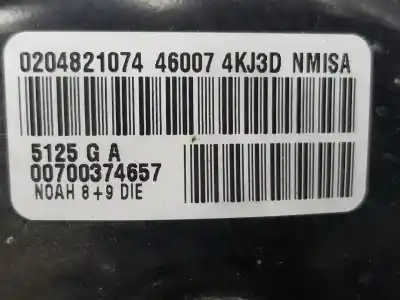 0204821074 46007 4KJ3D NMISA
5125 G A
00700374657
NOAH 8+9 DIE